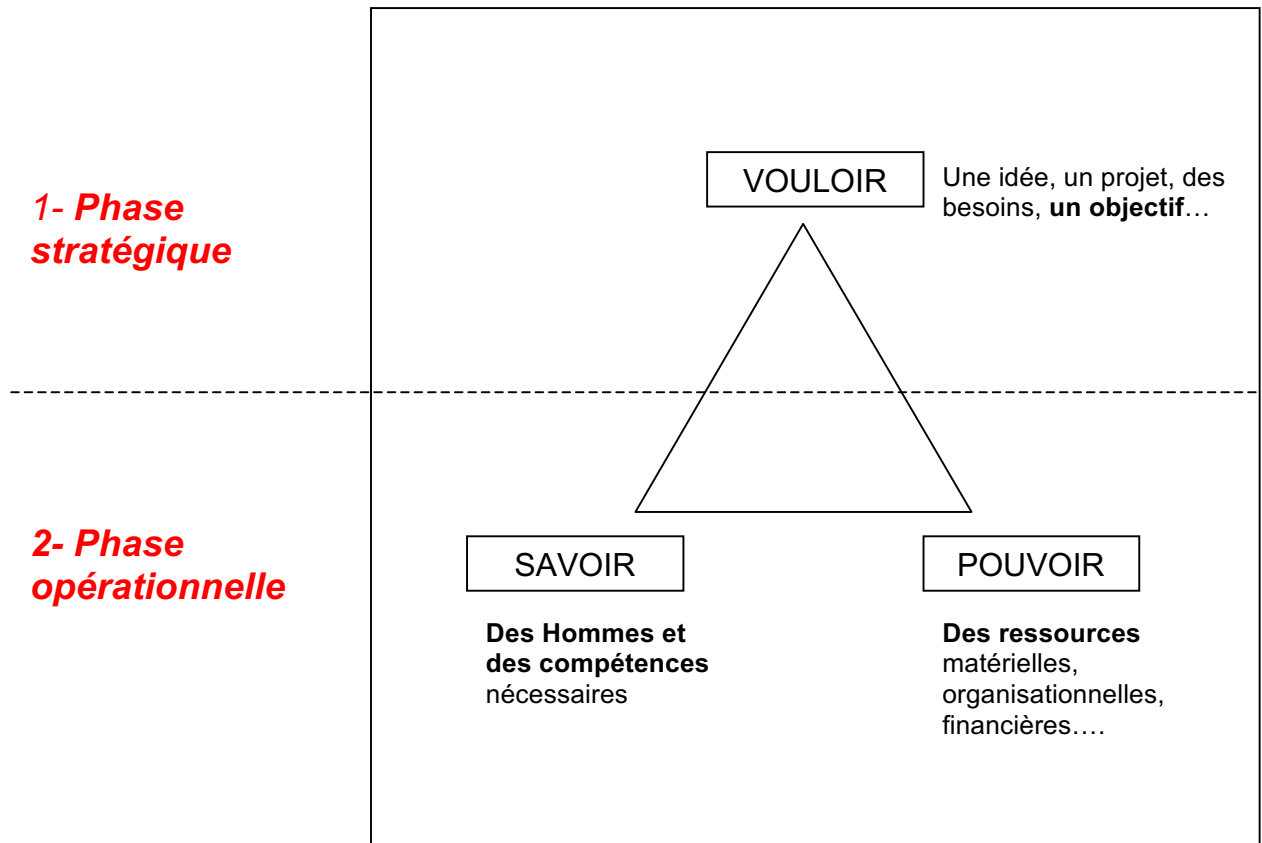 1- Phase
stratégique
VOULOIR
Une idée, un projet, des
besoins, un objectif…
2- Phase
opérationnelle
SAVOIR
Des Hommes et
des compétences
nécessaires
POUVOIR
Des ressources
matérielles,
organisationnelles,
financières….